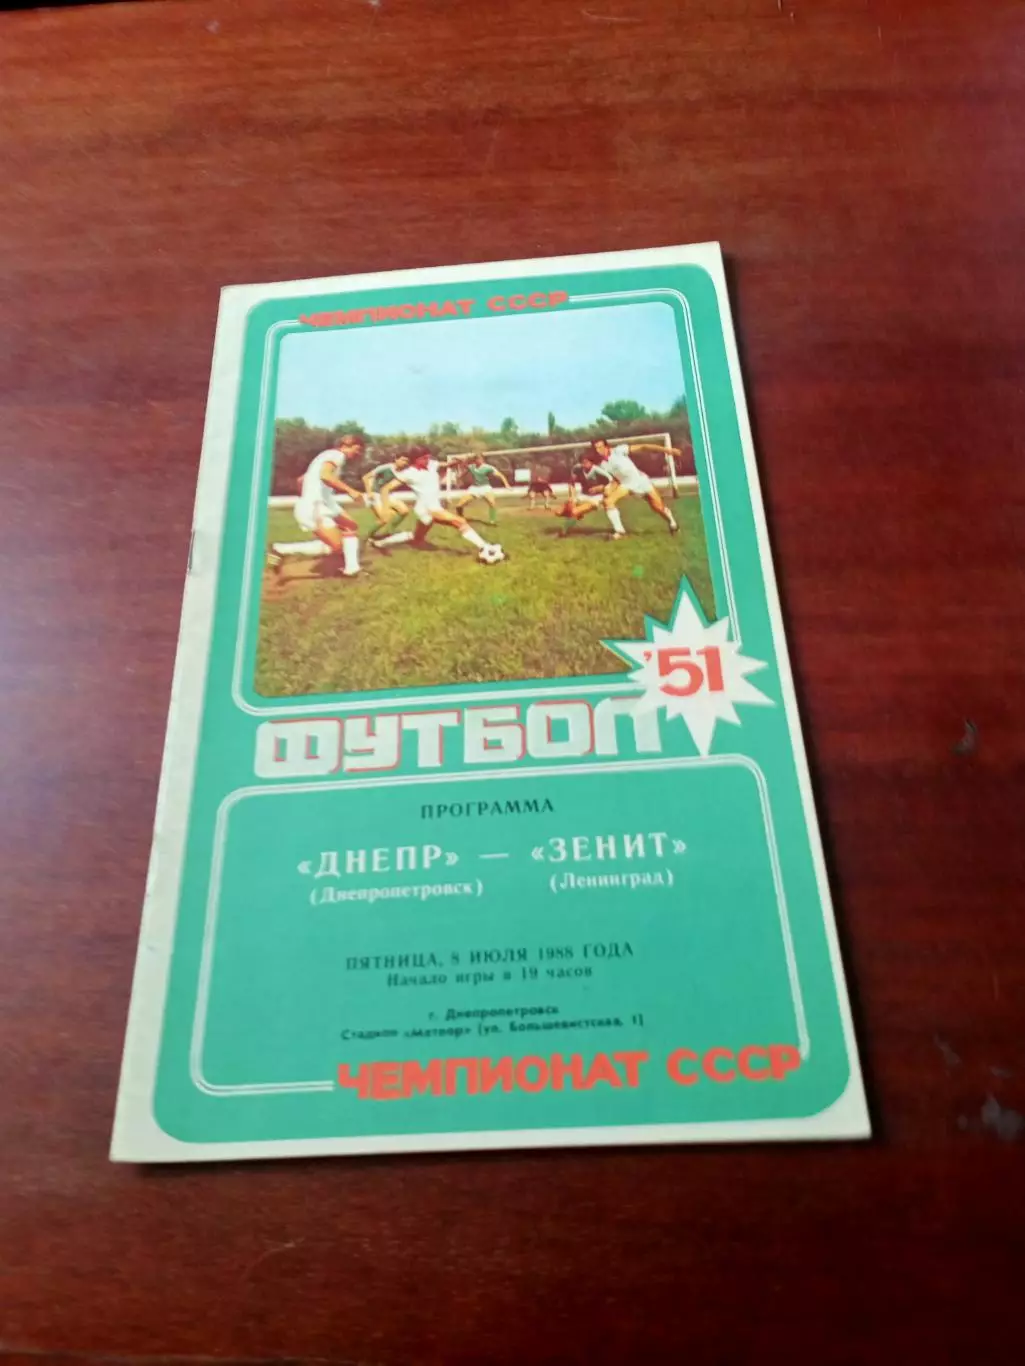 ЧЕМПИОНАТ СССР
'51
ФУТБОЛ
ПРОГРАММА
«ДНЕПР» — «ЗЕНИТ»
(Днепропетровск) (Ленинград)
ПЯТНИЦА, 8 ИЮЛЯ 1988 ГОДА
Начало игры в 19 часов
г. Днепропетровск
Стадион «Метеор» (ул. Большевистская, 1)
ЧЕМПИОНАТ СССР